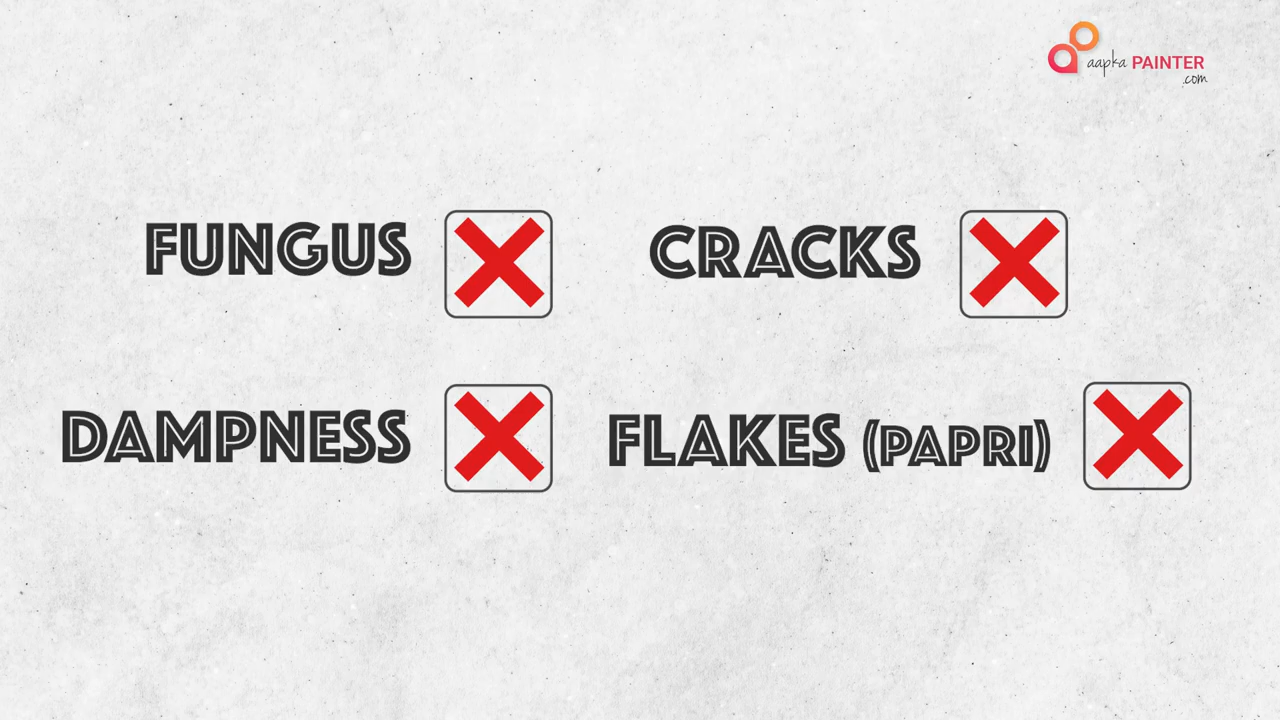 aapka PAINTER
.com
FUNGUS
CRACKS
DAMPNESS
FLAKES (PAPRI)